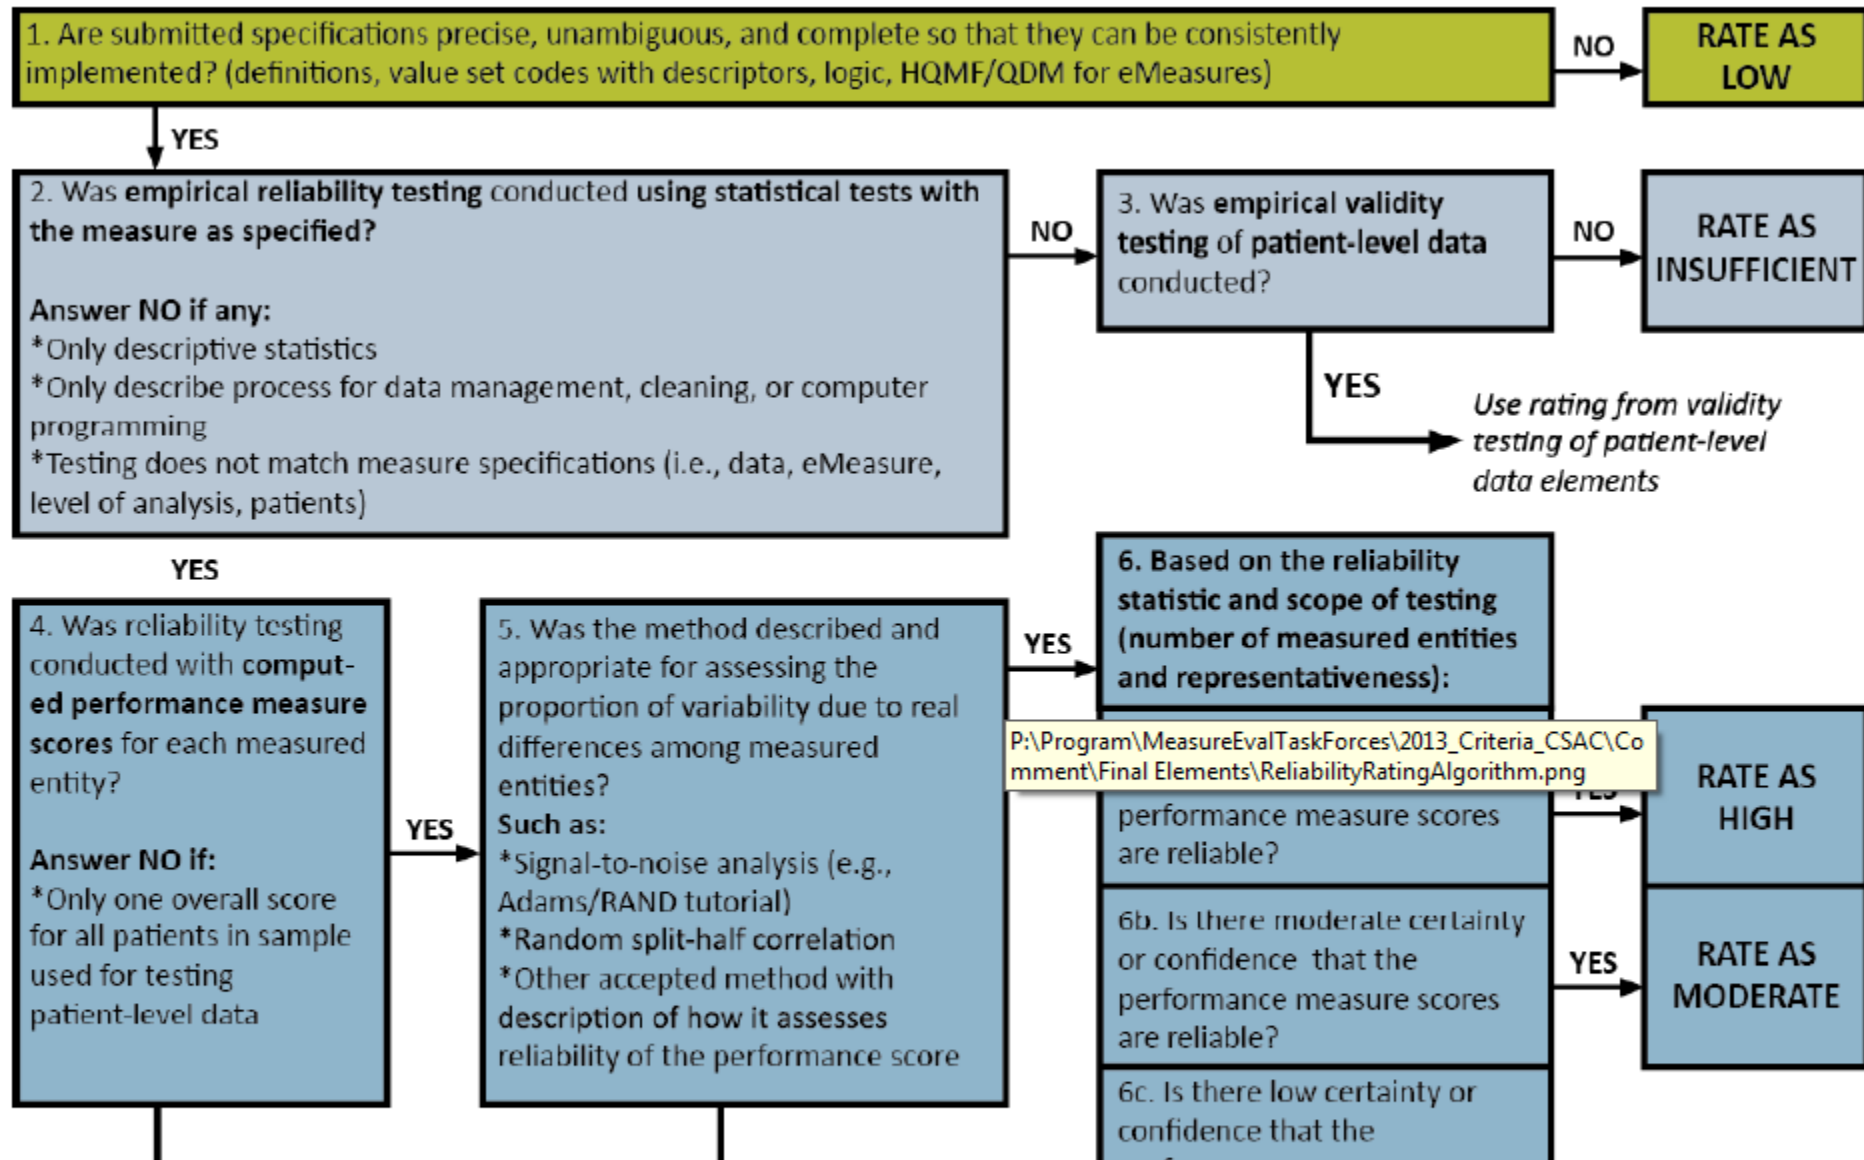 1. Are submitted specifications precise, unambiguous, and complete so that they can be consistently
implemented? (definitions, value set codes with descriptors, logic, HQMF/QDM for eMeasures)
NO
RATE AS
LOW
YES
2. Was empirical reliability testing conducted using statistical tests with
the measure as specified?
Answer NO if any:
*Only descriptive statistics
*Only describe process for data management, cleaning, or computer
programming
*Testing does not match measure specifications (i.e., data, eMeasure,
level of analysis, patients)
NO
3. Was empirical validity
testing of patient-level data
conducted?
NO
RATE AS
INSUFFICIENT
YES
Use rating from validity
testing of patient-level
data elements
YES
4. Was reliability testing
conducted with comput-
ed performance measure
scores for each measured
entity?
Answer NO if:
*Only one overall score
for all patients in sample
used for testing
patient-level data
YES
5. Was the method described and
appropriate for assessing the
proportion of variability due to real
differences among measured
entities?
Such as:
*Signal-to-noise analysis (e.g.,
Adams/RAND tutorial)
*Random split-half correlation
*Other accepted method with
description of how it assesses
reliability of the performance score
YES
6. Based on the reliability
statistic and scope of testing
(number of measured entities
and representativeness):
P:\Program\MeasureEvalTaskForces\2013_Criteria_CSAC\Co
mment\Final Elements\ReliabilityRatingAlgorithm.png
performance measure scores
are reliable?
YES
RATE AS
HIGH
6b. Is there moderate certainty
or confidence that the
performance measure scores
are reliable?
YES
RATE AS
MODERATE
6c. Is there low certainty or
confidence that the